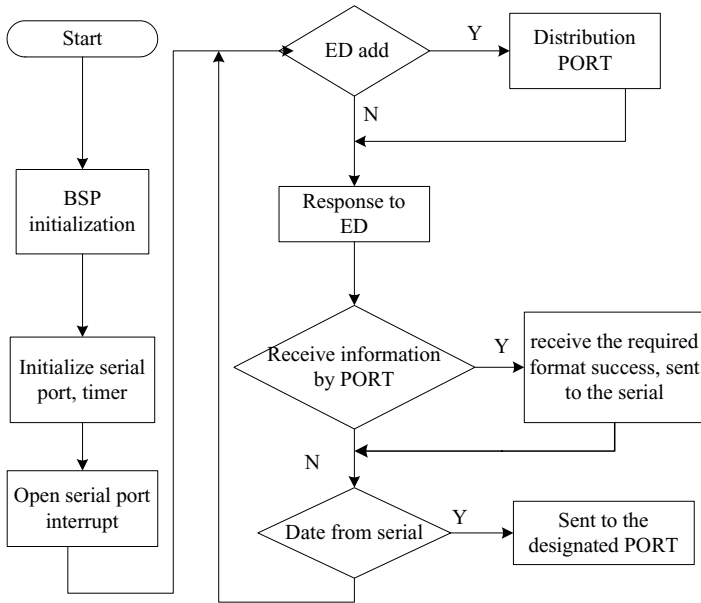 Start
BSP
initialization
Initialize serial
port, timer
Open serial port
interrupt
ED add
Y
Distribution
PORT
N
Response to
ED
Receive information
by PORT
Y
receive the required
format success, sent
to the serial
N
Date from serial
Y
Sent to the
designated PORT